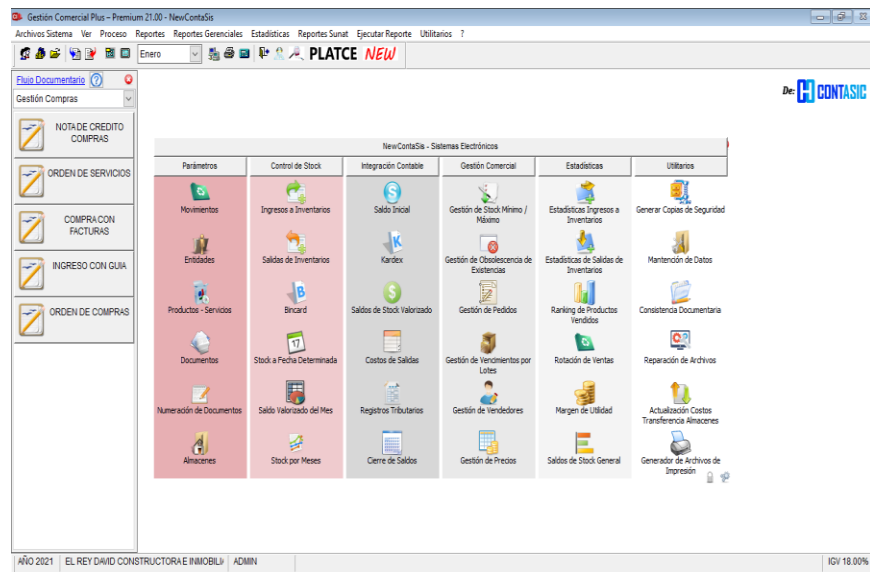 Gestión Comercial Plus – Premium 21.00 - NewContaSis
Archivos Sistema Ver Proceso Reportes Reportes Gerenciales Estadísticas Reportes Sunat Ejecutar Reporte Utilitarios ?
Enero PLATCE NEW
Flujo Documentario ?
Gestión Compras
De: CONTASIC
NOTA DE CREDITO
COMPRAS
ORDEN DE SERVICIOS
COMPRA CON
FACTURAS
INGRESO CON GUIA
ORDEN DE COMPRAS
NewContaSis - Sistemas Electrónicos
Parámetros Control de Stock Integración Contable Gestión Comercial Estadísticas Utilitarios
Movimientos Ingresos a Inventarios Saldo Inicial Gestión de Stock Mínimo / Estadísticas Ingresos a Generar Copias de Seguridad
Máximo Inventarios
Entidades Salidas de Inventarios Kardex Gestión de Obsolescencia de Estadísticas de Salidas de Mantención de Datos
Existencias Inventarios
Productos - Servicios Bincard Saldos de Stock Valorizado Gestión de Pedidos Ranking de Productos Consistencia Documentaria
Vendidos
Documentos Stock a Fecha Determinada Costos de Salidas Gestión de Vencimientos por Rotación de Ventas Reparación de Archivos
Lotes
Numeración de Documentos Saldo Valorizado del Mes Registros Tributarios Gestión de Vendedores Margen de Utilidad Actualización Costos
Transferencia Almacenes
Almacenes Stock por Meses Cierre de Saldos Gestión de Precios Saldos de Stock General Generador de Archivos de
Impresión
AÑO 2021 EL REY DAVID CONSTRUCTORA E INMOBILI ADMIN IGV 18.00%